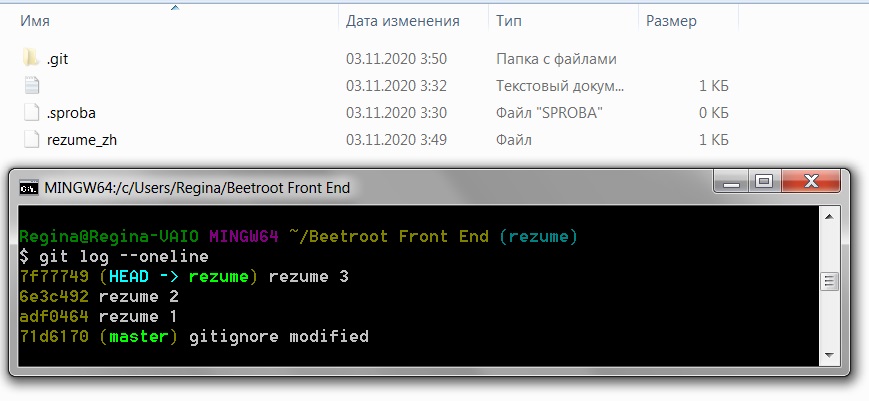 Имя Дата изменения Тип Размер
.git 03.11.2020 3:50 Папка с файлами
03.11.2020 3:32 Текстовый докум... 1 КБ
.sproba 03.11.2020 3:30 Файл "SPROBA" 0 КБ
rezume_zh 03.11.2020 3:49 Файл 1 КБ
MINGW64:/c/Users/Regina/Beetroot Front End
Regina@Regina-VAIO MINGW64 ~/Beetroot Front End (rezume)
$ git log --oneline
7f77749 (HEAD -> rezume) rezume 3
6e3c492 rezume 2
adf0464 rezume 1
71d6170 (master) gitignore modified